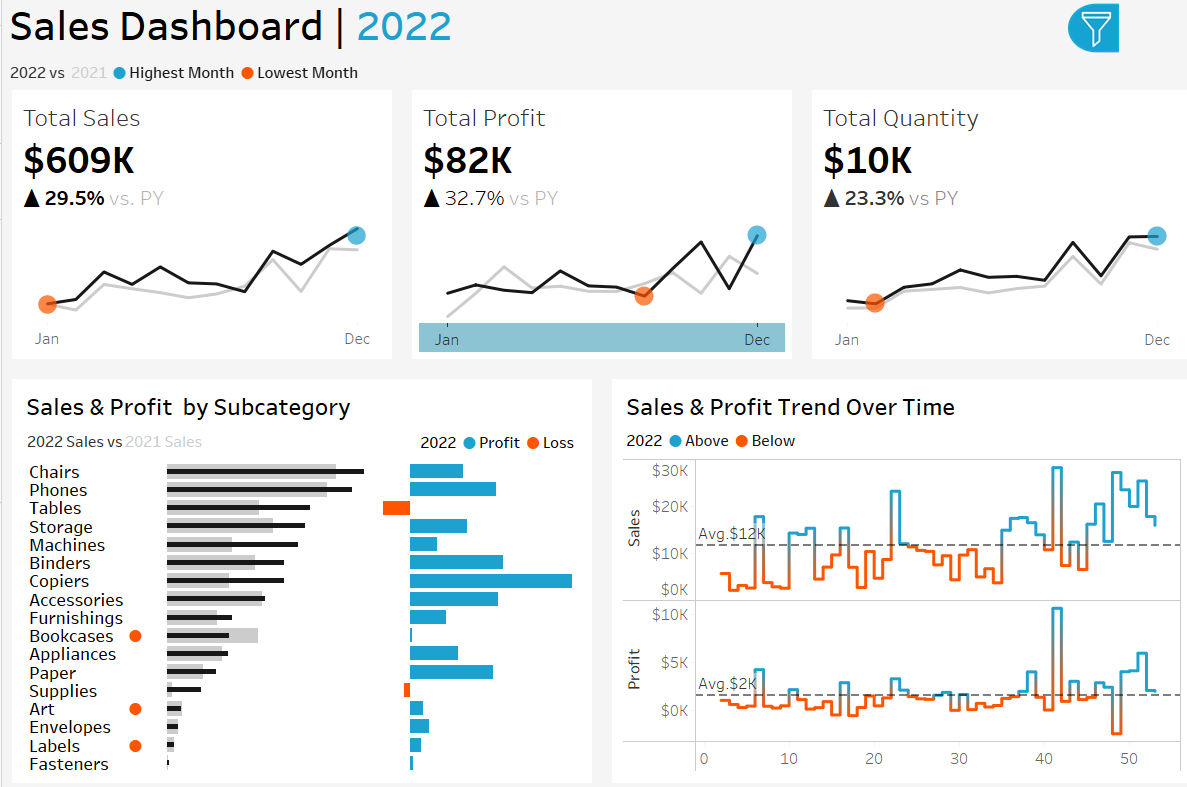 Sales Dashboard | 2022
2022 vs 2021 Highest Month Lowest Month
Total Sales
$609K
▲ 29.5% vs. PY
Jan Dec
Total Profit
$82K
▲ 32.7% vs PY
Jan Dec
Total Quantity
$10K
▲ 23.3% vs PY
Jan Dec
Sales & Profit by Subcategory
2022 Sales vs 2021 Sales
2022 Profit Loss
Chairs
Phones
Tables
Storage
Machines
Binders
Copiers
Accessories
Furnishings
Bookcases
Appliances
Paper
Supplies
Art
Envelopes
Labels
Fasteners
Sales & Profit Trend Over Time
2022 Above Below
Sales
$30K
$20K
Avg.$12K
$10K
$0K
Profit
$10K
$5K
Avg.$2K
$0K
0 10 20 30 40 50